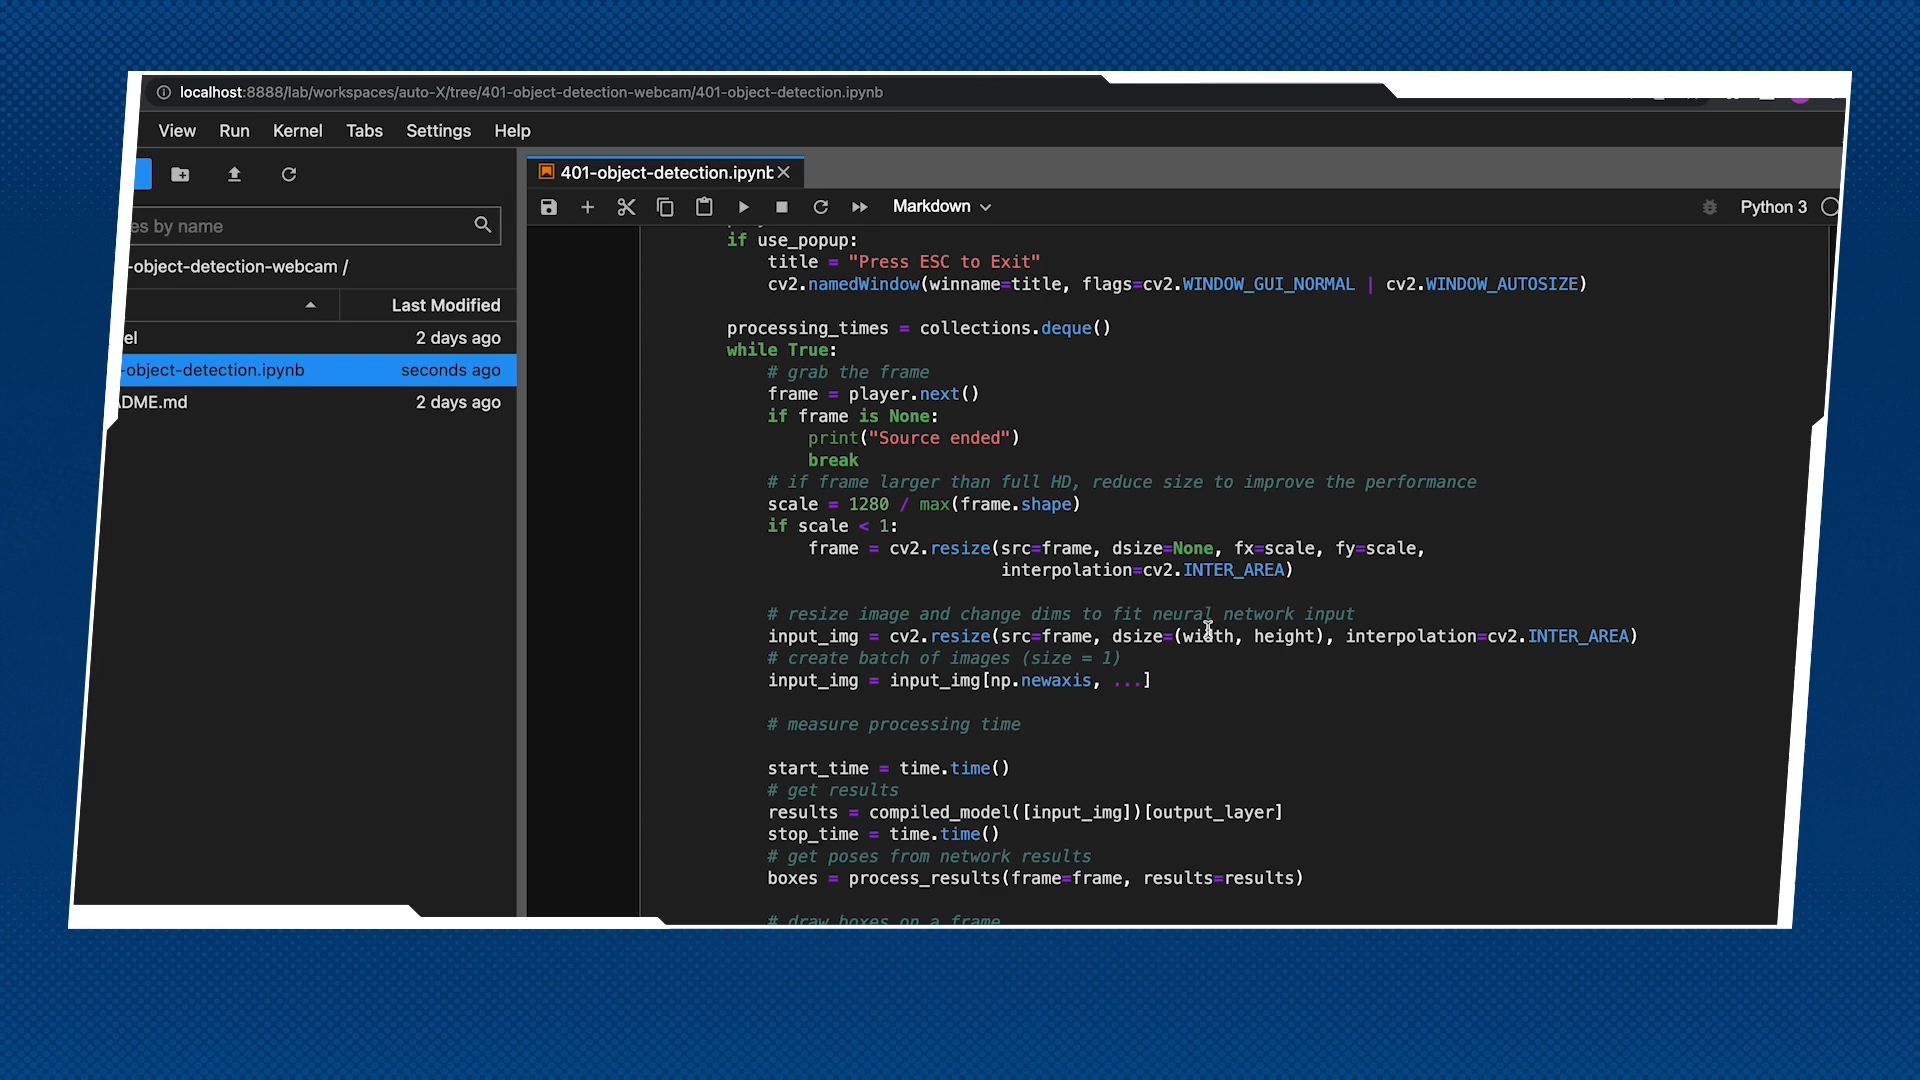 localhost:8888/lab/workspaces/auto-X/tree/401-object-detection-webcam/401-object-detection.ipynb
View Run Kernel Tabs Settings Help
es by name
-object-detection-webcam /
Last Modified
el 2 days ago
-object-detection.ipynb seconds ago
DME.md 2 days ago
401-object-detection.ipynb
Markdown
Python 3
if use_popup:
title = "Press ESC to Exit"
cv2.namedWindow(winname=title, flags=cv2.WINDOW_GUI_NORMAL | cv2.WINDOW_AUTOSIZE)
processing_times = collections.deque()
while True:
# grab the frame
frame = player.next()
if frame is None:
print("Source ended")
break
# if frame larger than full HD, reduce size to improve the performance
scale = 1280 / max(frame.shape)
if scale < 1:
frame = cv2.resize(src=frame, dsize=None, fx=scale, fy=scale,
interpolation=cv2.INTER_AREA)
# resize image and change dims to fit neural network input
input_img = cv2.resize(src=frame, dsize=(width, height), interpolation=cv2.INTER_AREA)
# create batch of images (size = 1)
input_img = input_img[np.newaxis, ...]
# measure processing time
start_time = time.time()
# get results
results = compiled_model([input_img])[output_layer]
stop_time = time.time()
# get poses from network results
boxes = process_results(frame=frame, results=results)
# draw boxes on a frame